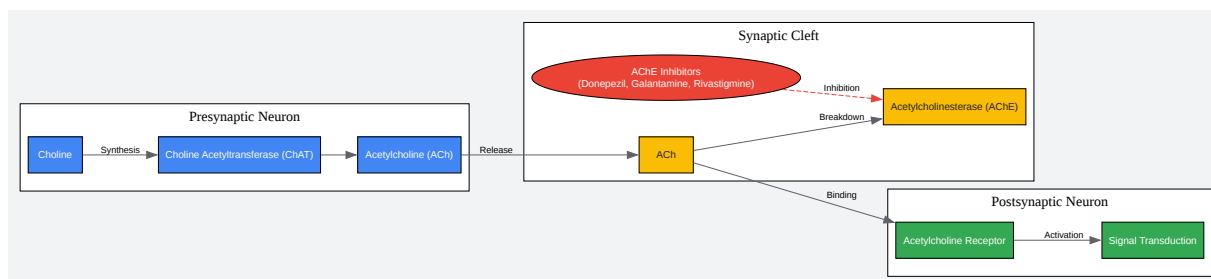 Synaptic Cleft
AChE Inhibitors
(Donepezil, Galantamine, Rivastigmine)
Inhibition
Acetylcholinesterase (AChE)
Breakdown
Presynaptic Neuron
Choline
Synthesis
Choline Acetyltransferase (ChAT)
Acetylcholine (ACh)
Release
ACh
Binding
Postsynaptic Neuron
Acetylcholine Receptor
Activation
Signal Transduction